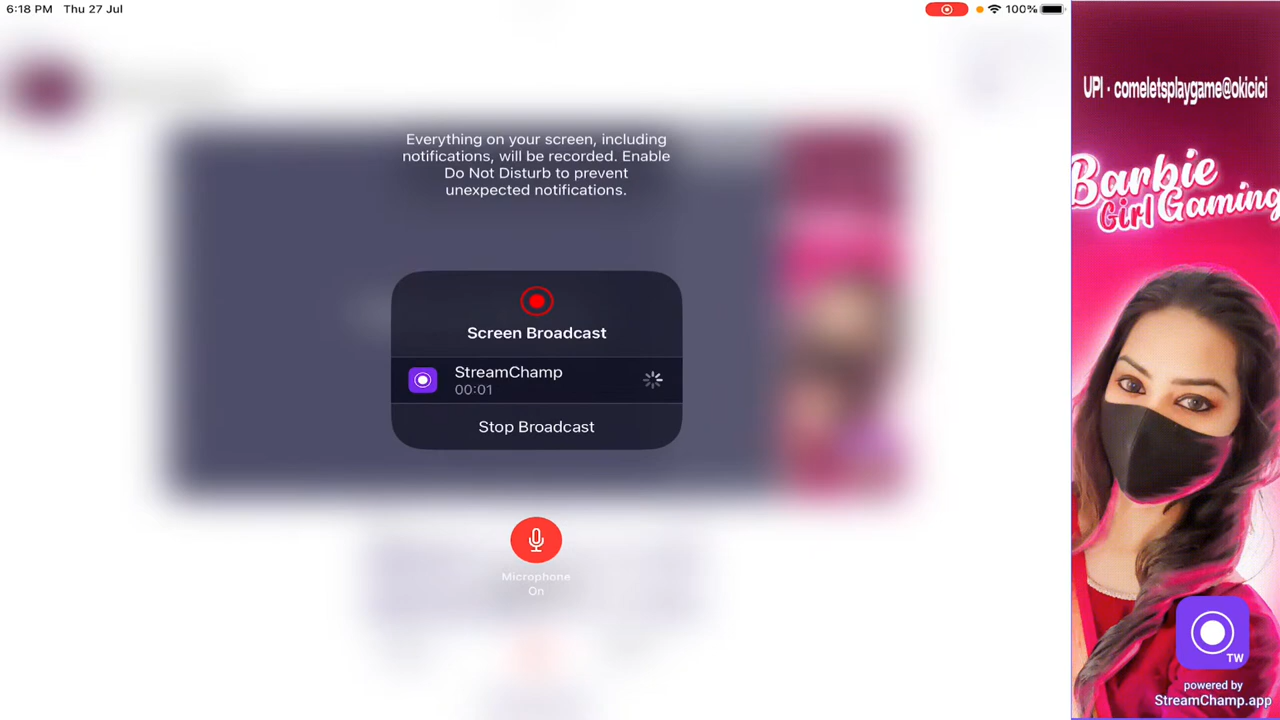 6:18 PM Thu 27 Jul
100%
Everything on your screen, including
notifications, will be recorded. Enable
Do Not Disturb to prevent
unexpected notifications.
Screen Broadcast
StreamChamp
00:01
Stop Broadcast
Microphone
On
UPI - comeletsplaygame@okicici
Barbie
Girl Gaming
TW
powered by
StreamChamp.app